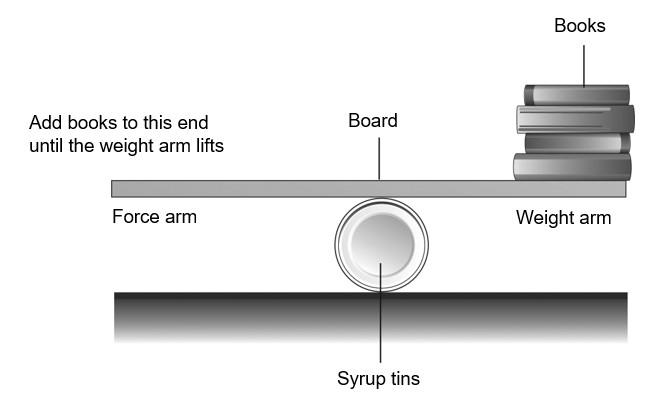 Books
Add books to this end
until the weight arm lifts
Board
Force arm
Weight arm
Syrup tins